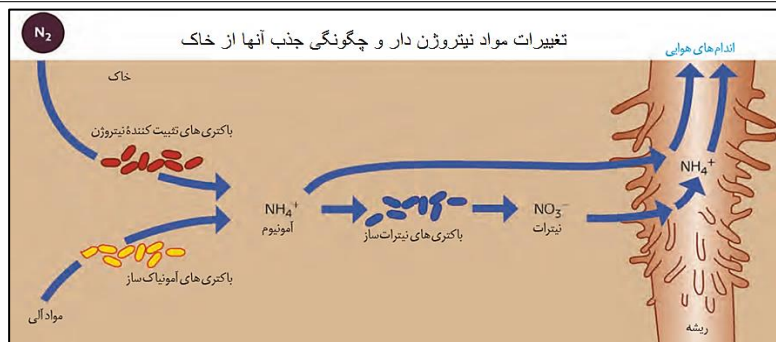 N₂
تغییرات مواد نیتروژن دار و چگونگی جذب آنها از خاک
اندام‌های هوایی
خاک
باکتری‌های تثبیت کنندهٔ نیتروژن
NH₄⁺
NH₄⁺
آمونیوم
باکتری‌های نیترات‌ساز
NO₃⁻
نیترات
باکتری‌های آمونیاک‌ساز
مواد آلی
ریشه